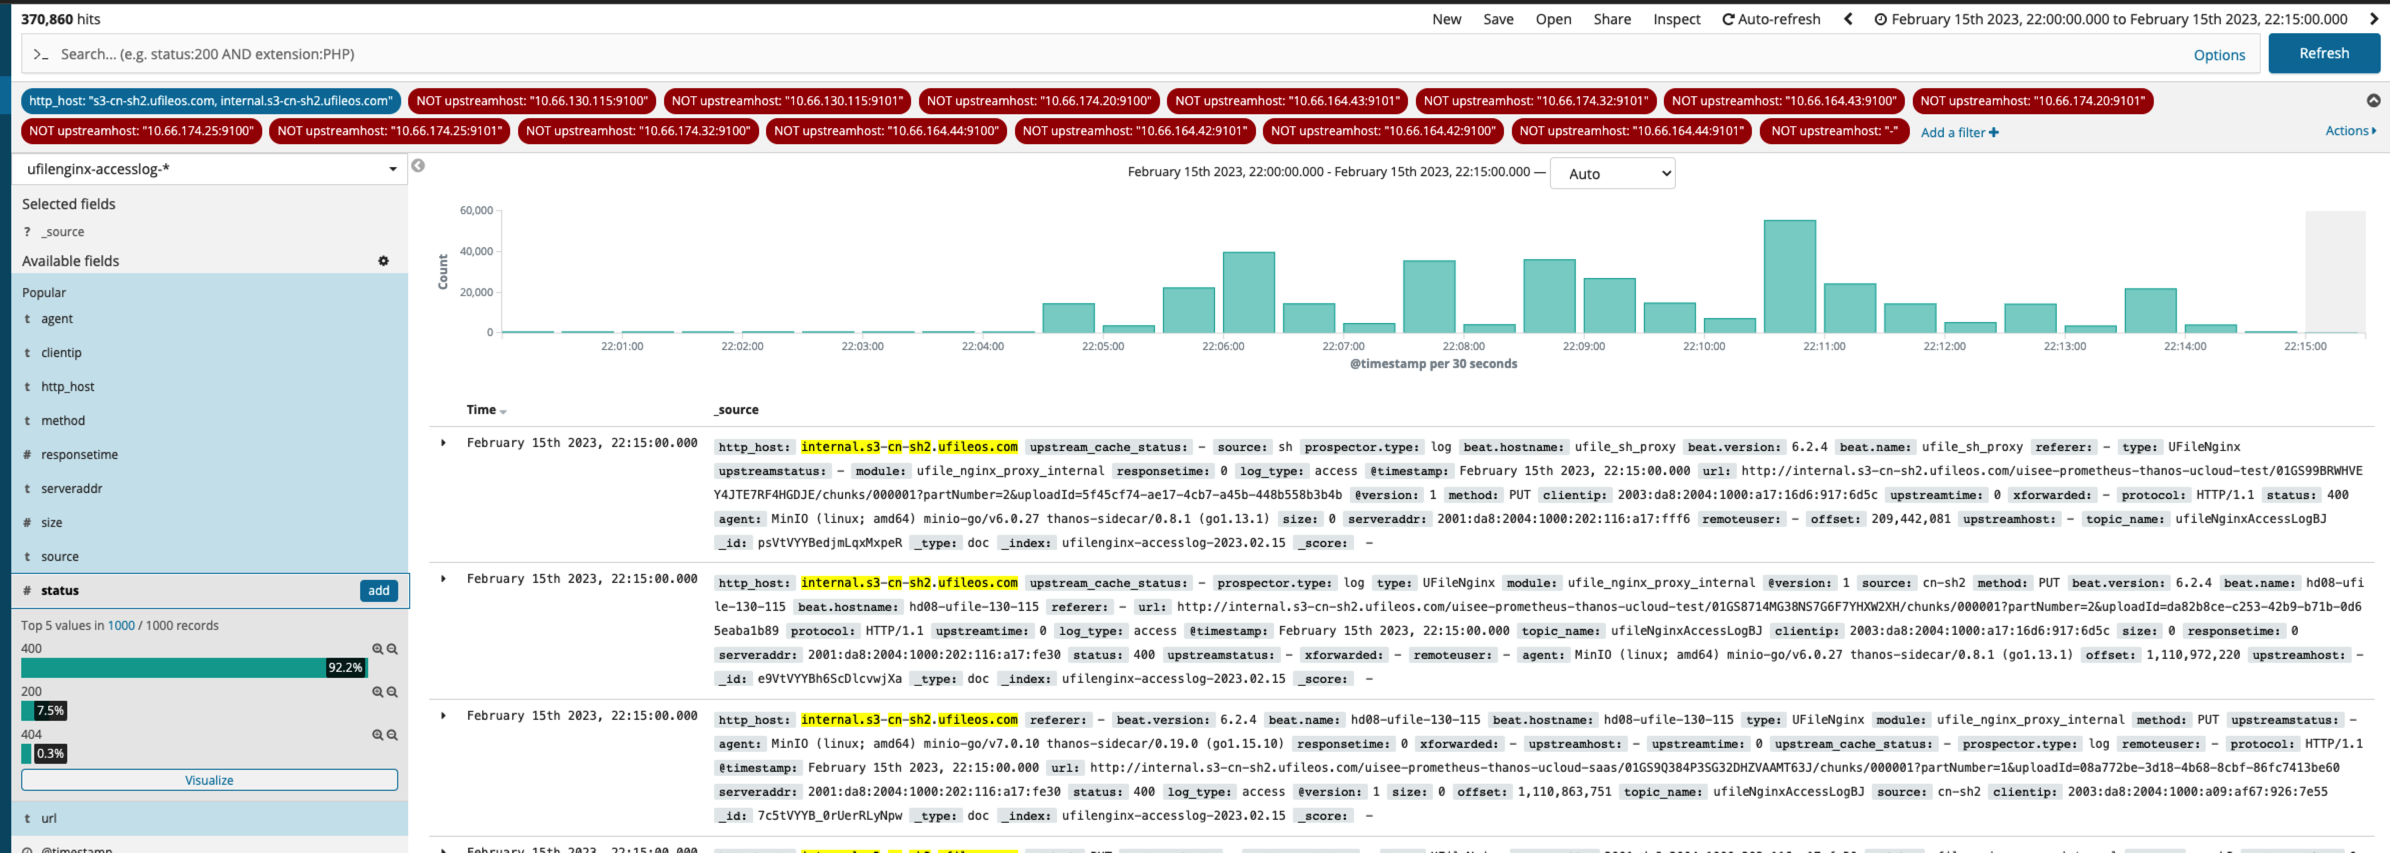 370,860 hits
New Save Open Share Inspect Auto-refresh February 15th 2023, 22:00:00.000 to February 15th 2023, 22:15:00.000
>_ Search... (e.g. status:200 AND extension:PHP) Options Refresh
http_host: "s3-cn-sh2.ufileos.com, internal.s3-cn-sh2.ufileos.com" NOT upstreamhost: "10.66.130.115:9100" NOT upstreamhost: "10.66.130.115:9101" NOT upstreamhost: "10.66.174.20:9100" NOT upstreamhost: "10.66.164.43:9101" NOT upstreamhost: "10.66.174.32:9101" NOT upstreamhost: "10.66.164.43:9100" NOT upstreamhost: "10.66.174.20:9101"
NOT upstreamhost: "10.66.174.25:9100" NOT upstreamhost: "10.66.174.25:9101" NOT upstreamhost: "10.66.174.32:9100" NOT upstreamhost: "10.66.164.44:9100" NOT upstreamhost: "10.66.164.42:9101" NOT upstreamhost: "10.66.164.42:9100" NOT upstreamhost: "10.66.164.44:9101" NOT upstreamhost: "-" Add a filter + Actions
ufilenginx-accesslog-*
Selected fields
? _source
Available fields
Popular
t agent
t clientip
t http_host
t method
# responsetime
t serveraddr
# size
t source
# status add
Top 5 values in 1000 / 1000 records
400
92.2%
200
7.5%
404
0.3%
Visualize
t url
@timestamp
February 15th 2023, 22:00:00.000 - February 15th 2023, 22:15:00.000 — Auto
60,000
40,000
20,000
0
Count
22:01:00 22:02:00 22:03:00 22:04:00 22:05:00 22:06:00 22:07:00 22:08:00 22:09:00 22:10:00 22:11:00 22:12:00 22:13:00 22:14:00 22:15:00
@timestamp per 30 seconds
Time _source
February 15th 2023, 22:15:00.000 http_host: internal.s3-cn-sh2.ufileos.com upstream_cache_status: - source: sh prospector.type: log beat.hostname: ufile_sh_proxy beat.version: 6.2.4 beat.name: ufile_sh_proxy referer: - type: UFileNginx
upstreamstatus: - module: ufile_nginx_proxy_internal responsetime: 0 log_type: access @timestamp: February 15th 2023, 22:15:00.000 url: http://internal.s3-cn-sh2.ufileos.com/uisee-prometheus-thanos-ucloud-test/01GS99BRWHVE
Y4JTE7RF4HGDJE/chunks/000001?partNumber=2&uploadId=5f45cf74-ae17-4cb7-a45b-448b558b3b4b @version: 1 method: PUT clientip: 2003:da8:2004:1000:a17:16d6:917:6d5c upstreamtime: 0 xforwarded: - protocol: HTTP/1.1 status: 400
agent: MinIO (linux; amd64) minio-go/v6.0.27 thanos-sidecar/0.8.1 (go1.13.1) size: 0 serveraddr: 2001:da8:2004:1000:202:116:a17:fff6 remoteuser: - offset: 209,442,081 upstreamhost: - topic_name: ufileNginxAccessLogBJ
_id: psVtVYYBedjmLqxMxpeR _type: doc _index: ufilenginx-accesslog-2023.02.15 _score: -
February 15th 2023, 22:15:00.000 http_host: internal.s3-cn-sh2.ufileos.com upstream_cache_status: - prospector.type: log type: UFileNginx module: ufile_nginx_proxy_internal @version: 1 source: cn-sh2 method: PUT beat.version: 6.2.4 beat.name: hd08-ufi
le-130-115 beat.hostname: hd08-ufile-130-115 referer: - url: http://internal.s3-cn-sh2.ufileos.com/uisee-prometheus-thanos-ucloud-test/01GS8714MG38NS7G6F7YHXW2XH/chunks/000001?partNumber=2&uploadId=da82b8ce-c253-42b9-b71b-0d6
5eaba1b89 protocol: HTTP/1.1 upstreamtime: 0 log_type: access @timestamp: February 15th 2023, 22:15:00.000 topic_name: ufileNginxAccessLogBJ clientip: 2003:da8:2004:1000:a17:16d6:917:6d5c size: 0 responsetime: 0
serveraddr: 2001:da8:2004:1000:202:116:a17:fe30 status: 400 upstreamstatus: - xforwarded: - remoteuser: - agent: MinIO (linux; amd64) minio-go/v6.0.27 thanos-sidecar/0.8.1 (go1.13.1) offset: 1,110,972,220 upstreamhost: -
_id: e9VtVYYBh6ScDlcvwjXa _type: doc _index: ufilenginx-accesslog-2023.02.15 _score: -
February 15th 2023, 22:15:00.000 http_host: internal.s3-cn-sh2.ufileos.com referer: - beat.version: 6.2.4 beat.name: hd08-ufile-130-115 beat.hostname: hd08-ufile-130-115 type: UFileNginx module: ufile_nginx_proxy_internal method: PUT upstreamstatus: -
agent: MinIO (linux; amd64) minio-go/v7.0.10 thanos-sidecar/0.19.0 (go1.15.10) responsetime: 0 xforwarded: - upstreamhost: - upstreamtime: 0 upstream_cache_status: - prospector.type: log remoteuser: - protocol: HTTP/1.1
@timestamp: February 15th 2023, 22:15:00.000 url: http://internal.s3-cn-sh2.ufileos.com/uisee-prometheus-thanos-ucloud-saas/01GS9Q384P3SG32DHZVAAMT63J/chunks/000001?partNumber=1&uploadId=08a772be-3d18-4b68-8cbf-86fc7413be60
serveraddr: 2001:da8:2004:1000:202:116:a17:fe30 status: 400 log_type: access @version: 1 size: 0 offset: 1,110,863,751 topic_name: ufileNginxAccessLogBJ source: cn-sh2 clientip: 2003:da8:2004:1000:a09:af67:926:7e55
_id: 7c5tVYYB_0rUerRLyNpw _type: doc _index: ufilenginx-accesslog-2023.02.15 _score: -
February 15th 2023, 22:15:00.000